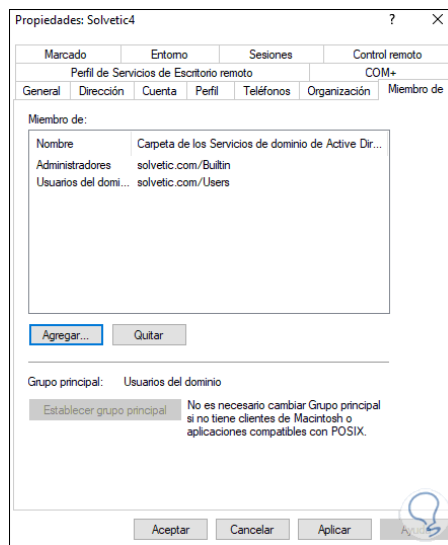 Propiedades: Solvetic4
Marcado Entorno Sesiones Control remoto
Perfil de Servicios de Escritorio remoto COM+
General Dirección Cuenta Perfil Teléfonos Organización Miembro de
Miembro de:
Nombre Carpeta de los Servicios de dominio de Active Dir...
Administradores solvetic.com/Builtin
Usuarios del domi... solvetic.com/Users
Agregar... Quitar
Grupo principal: Usuarios del dominio
Establecer grupo principal
No es necesario cambiar Grupo principal
si no tiene clientes de Macintosh o
aplicaciones compatibles con POSIX.
Aceptar Cancelar Aplicar Ayuda